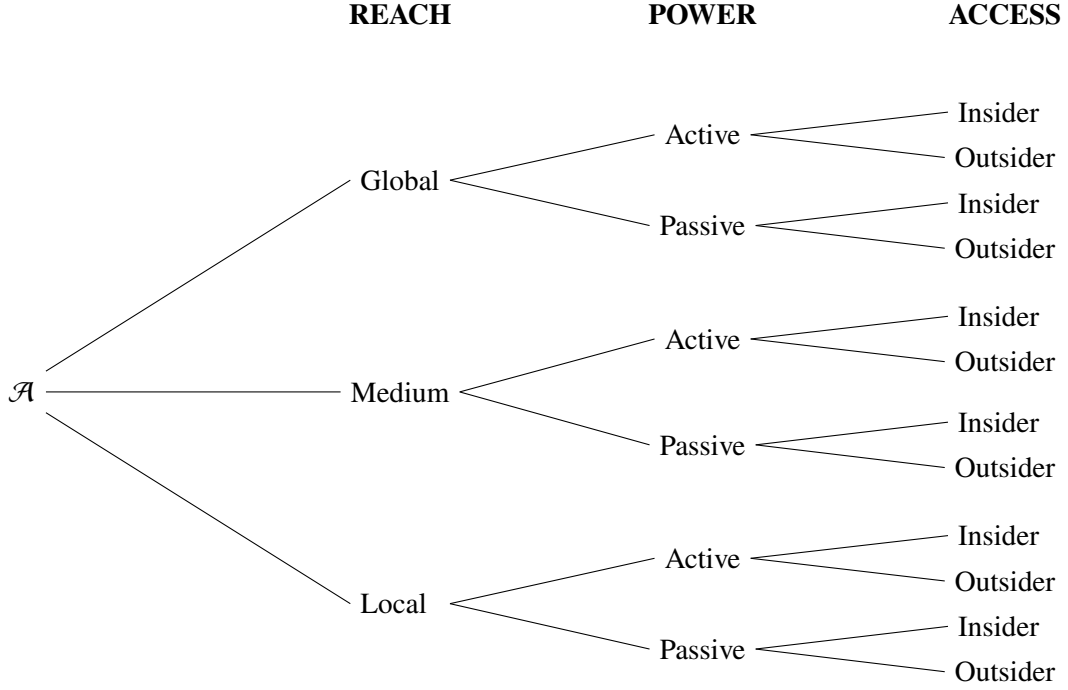 REACH POWER ACCESS
Insider
Active
Outsider
Global
Insider
Passive
Outsider
Insider
Active
Outsider
𝒜 Medium
Insider
Passive
Outsider
Insider
Active
Outsider
Local
Insider
Passive
Outsider